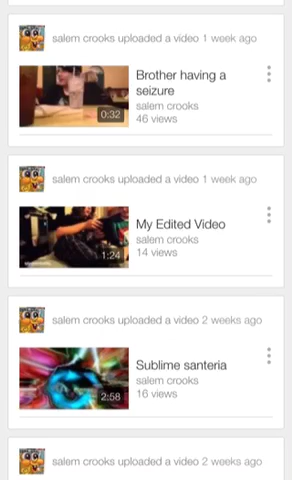 salem crooks uploaded a video 1 week ago
Brother having a
seizure
salem crooks
46 views
0:32
salem crooks uploaded a video 1 week ago
My Edited Video
salem crooks
14 views
1:24
salem crooks uploaded a video 2 weeks ago
Sublime santeria
salem crooks
16 views
2:58
salem crooks uploaded a video 2 weeks ago